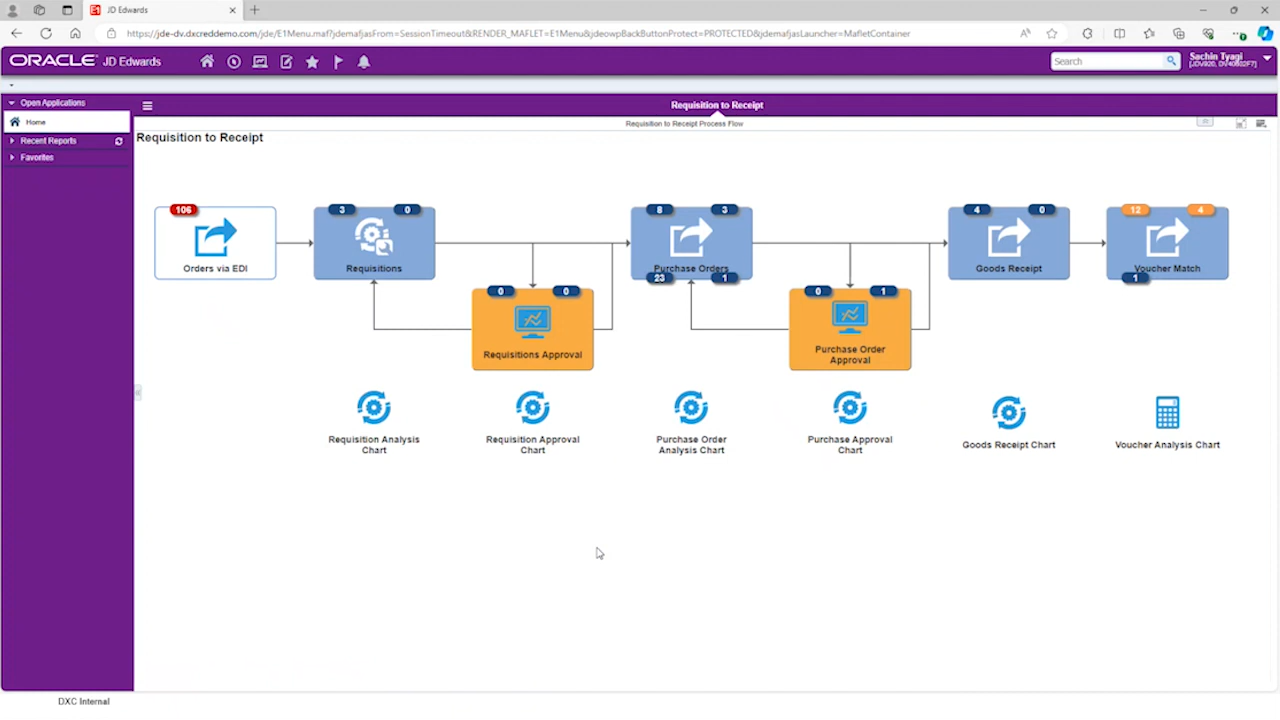 JD Edwards
https://jde-dv.dxcreddemo.com/jde/E1Menu.maf?jdemafjasFrom=SessionTimeout&RENDER_MAFLET=E1Menu&jdeowpBackButtonProtect=PROTECTED&jdemafjasLauncher=MafletContainer
ORACLE JD Edwards
Search
Sachin Tyagi
Open Applications
Home
Recent Reports
Favorites
Requisition to Receipt
Requisition to Receipt Process Flow
Requisition to Receipt
106
3 0
8 3
4 0
12 4
Orders via EDI
Requisitions
Purchase Orders
Goods Receipt
Voucher Match
23 1
1
0 0
0 1
Requisitions Approval
Purchase Order
Approval
Requisition Analysis
Chart
Requisition Approval
Chart
Purchase Order
Analysis Chart
Purchase Approval
Chart
Goods Receipt Chart
Voucher Analysis Chart
DXC Internal